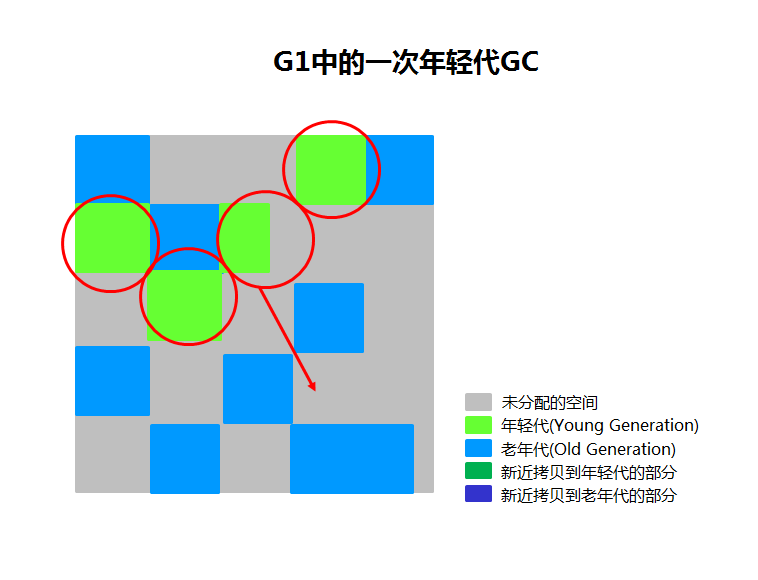 G1中的一次年轻代GC
未分配的空间
年轻代(Young Generation)
老年代(Old Generation)
新近拷贝到年轻代的部分
新近拷贝到老年代的部分